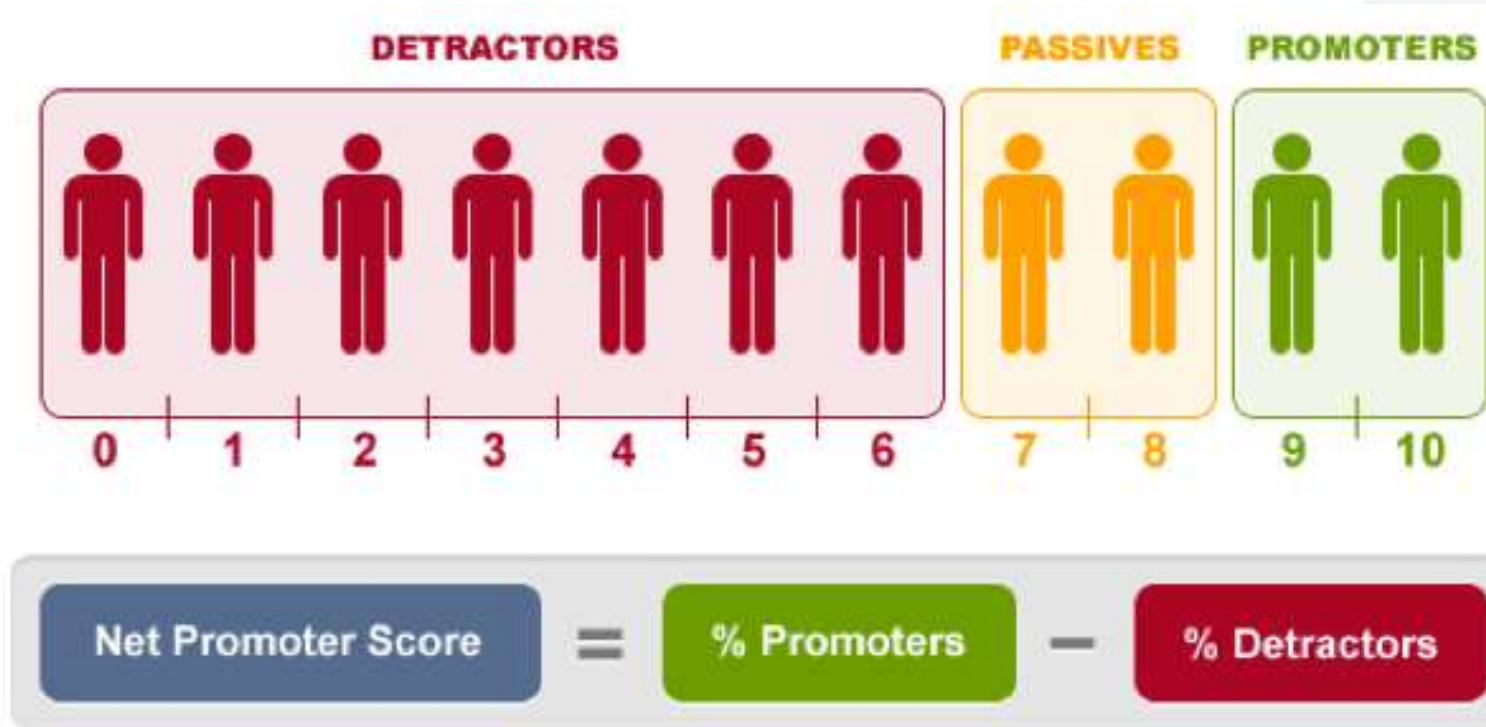 DETRACTORS PASSIVES PROMOTERS
0 1 2 3 4 5 6 7 8 9 10
Net Promoter Score = % Promoters − % Detractors